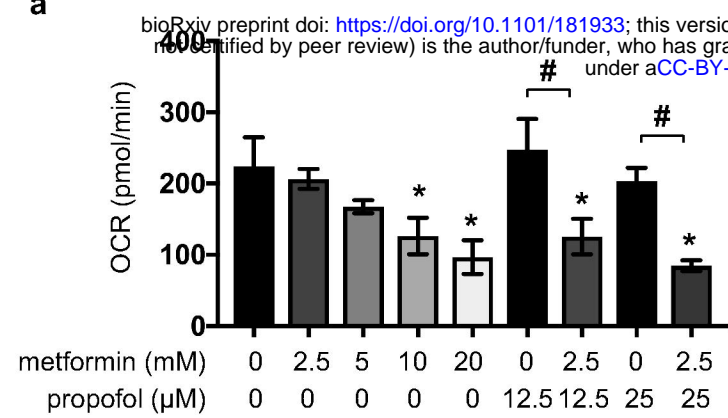 a
bioRxiv preprint doi: https://doi.org/10.1101/181933; this versio
not certified by peer review) is the author/funder, who has gra
under aCC-BY-
400
#
#
300
OCR (pmol/min)
200
* * * *
100
0
metformin (mM) 0 2.5 5 10 20 0 2.5 0 2.5
propofol (µM) 0 0 0 0 0 12.5 12.5 25 25